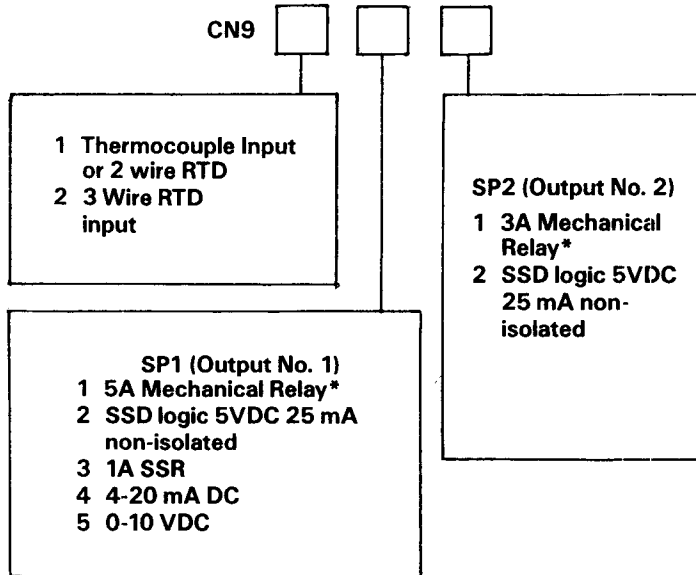 CN9
1 Thermocouple Input
or 2 wire RTD
2 3 Wire RTD
input
SP2 (Output No. 2)
1 3A Mechanical
Relay*
2 SSD logic 5VDC
25 mA non-
isolated
SP1 (Output No. 1)
1 5A Mechanical Relay*
2 SSD logic 5VDC 25 mA
non-isolated
3 1A SSR
4 4-20 mA DC
5 0-10 VDC